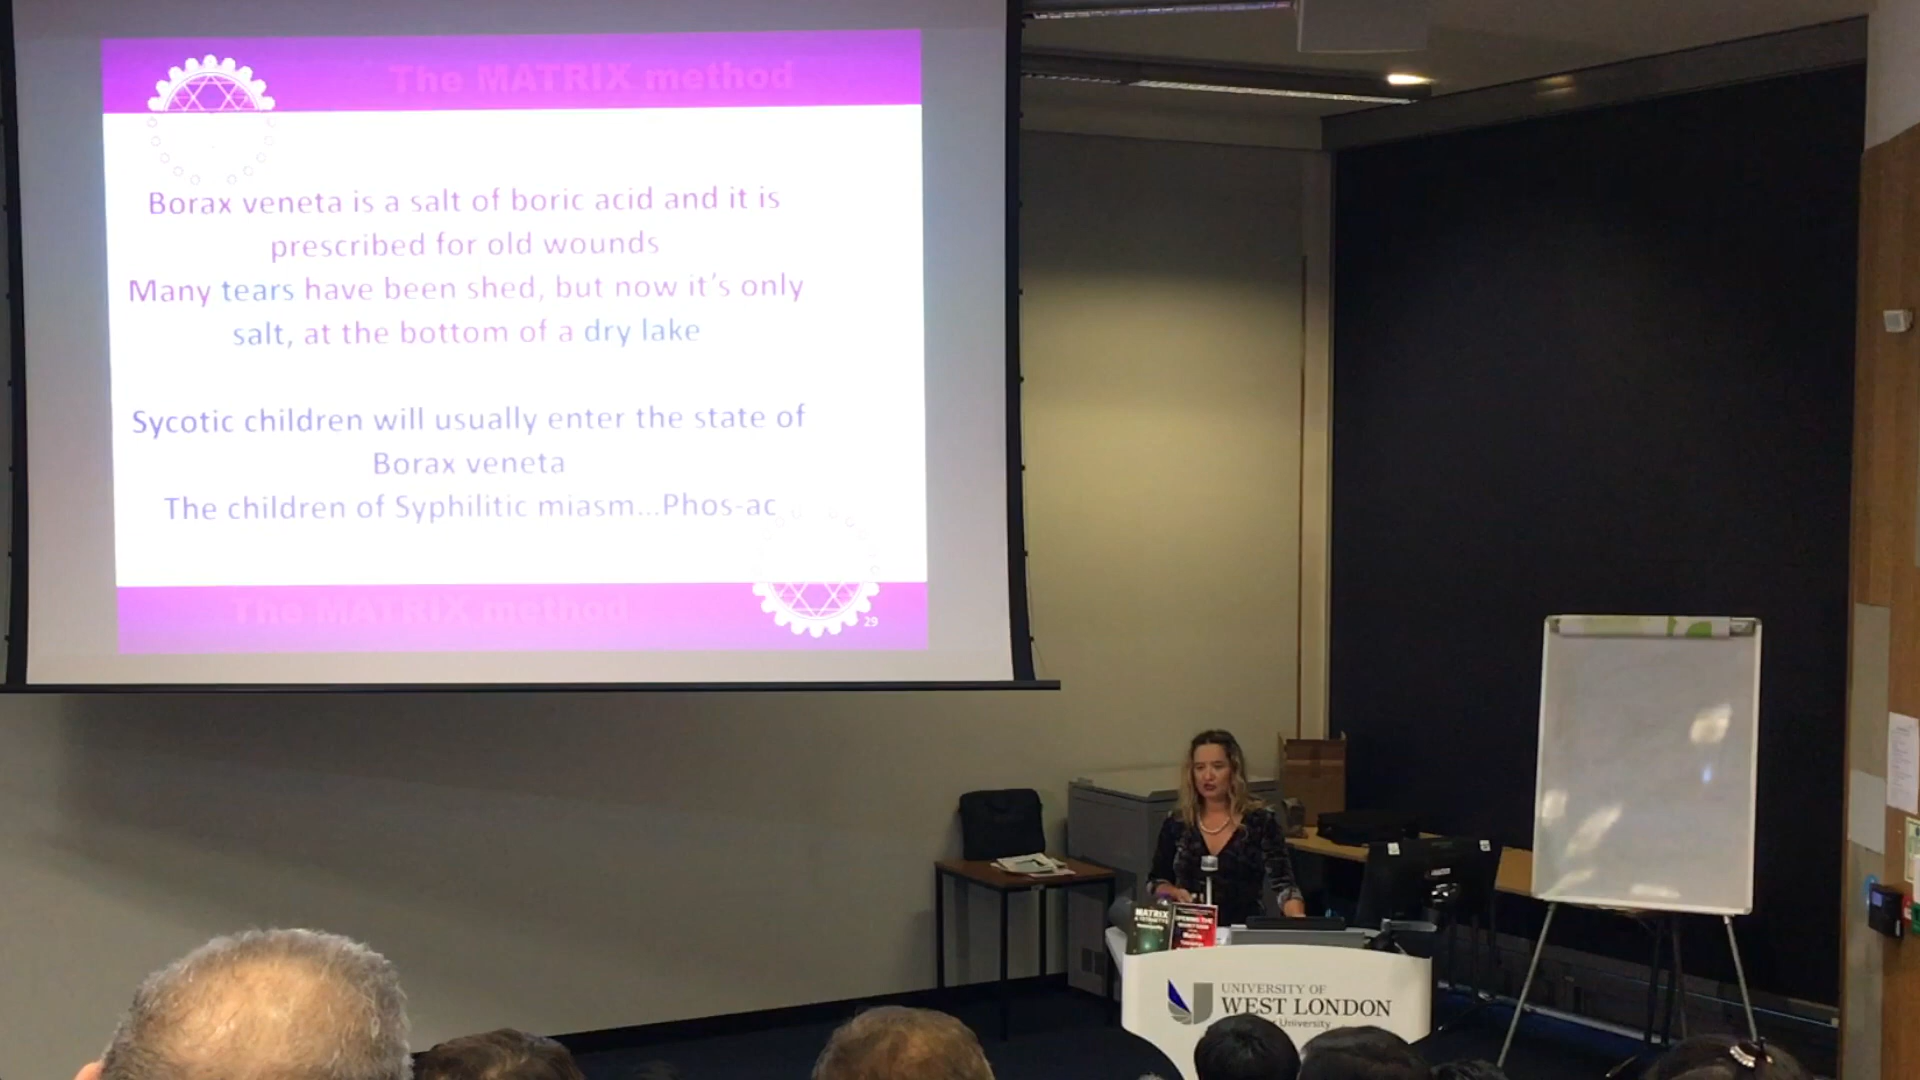 The MATRIX method
Borax veneta is a salt of boric acid and it is
prescribed for old wounds
Many tears have been shed, but now it's only
salt, at the bottom of a dry lake
Sycotic children will usually enter the state of
Borax veneta
The children of Syphilitic miasm...Phos-ac
The MATRIX method
29
MATRIX
OPENING THE
UNIVERSITY OF
WEST LONDON
University